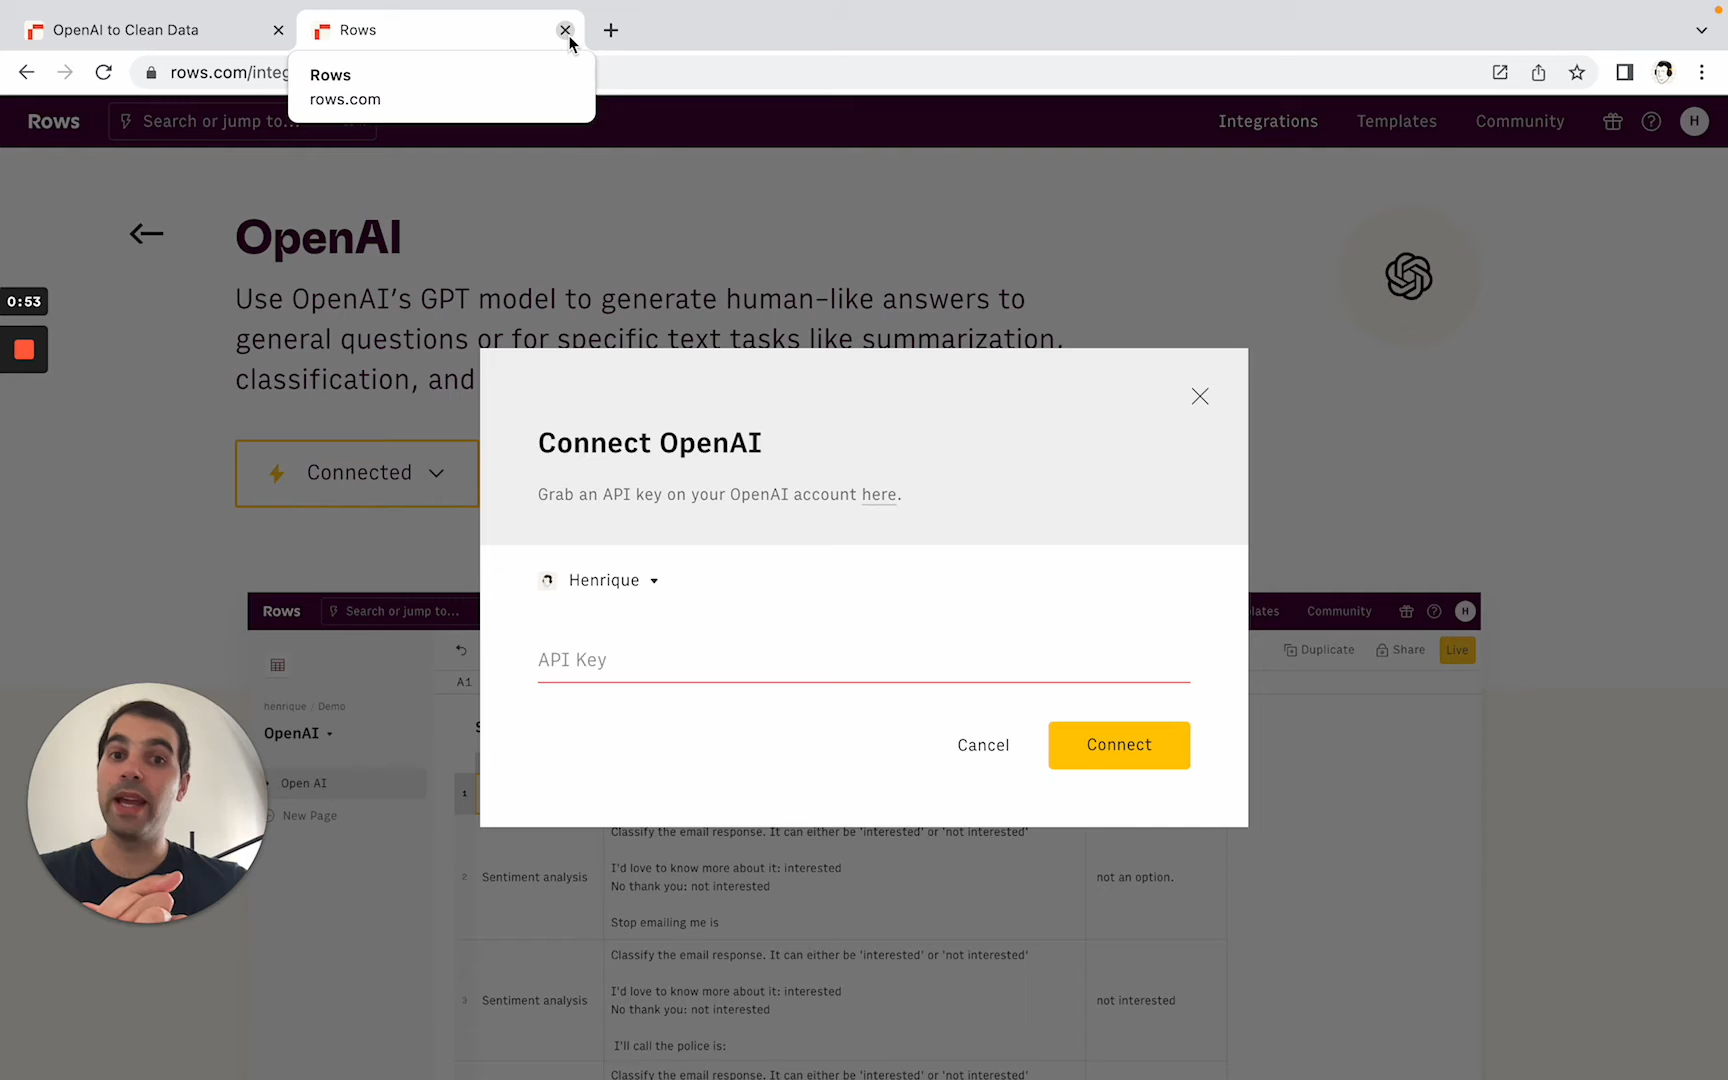 OpenAI to Clean Data
Rows
rows.com/integ
Rows
rows.com
Rows
Search or jump to...
Integrations
Templates
Community
H
OpenAI
Use OpenAI's GPT model to generate human-like answers to
general questions or for specific text tasks like summarization,
classification, and
0:53
Connected
Connect OpenAI
Grab an API key on your OpenAI account here.
Henrique
API Key
Cancel
Connect
Rows
Search or jump to...
lates
Community
H
Duplicate
Share
Live
A1
henrique / Demo
OpenAI
Open AI
New Page
1
Classify the email response. It can either be 'interested' or 'not interested'
2
Sentiment analysis
I'd love to know more about it: interested
No thank you: not interested
Stop emailing me is
not an option.
Classify the email response. It can either be 'interested' or 'not interested'
3
Sentiment analysis
I'd love to know more about it: interested
No thank you: not interested
I'll call the police is:
not interested
Classify the email response. It can either be 'interested' or 'not interested'